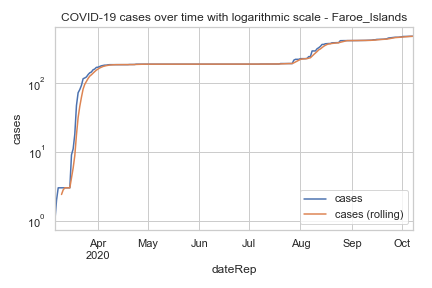 COVID-19 cases over time with logarithmic scale - Faroe_Islands
cases
10²
10¹
10⁰
cases
cases (rolling)
Apr May Jun Jul Aug Sep Oct
2020
dateRep